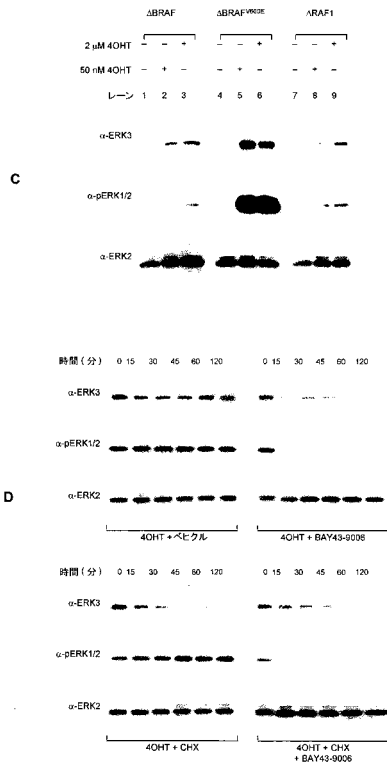 ΔBRAF ΔBRAF^V600E ΔRAF1
2 μM 4OHT − − + − − + − − +
50 nM 4OHT − + − − + − − + −
レーン 1 2 3 4 5 6 7 8 9
α-ERK3
C
α-pERK1/2
α-ERK2
時間(分) 0 15 30 45 60 120 0 15 30 45 60 120
α-ERK3
α-pERK1/2
D
α-ERK2
4OHT + ベヒクル 4OHT + BAY43-9006
時間(分) 0 15 30 45 60 120 0 15 30 45 60 120
α-ERK3
α-pERK1/2
α-ERK2
4OHT + CHX 4OHT + CHX
+ BAY43-9006